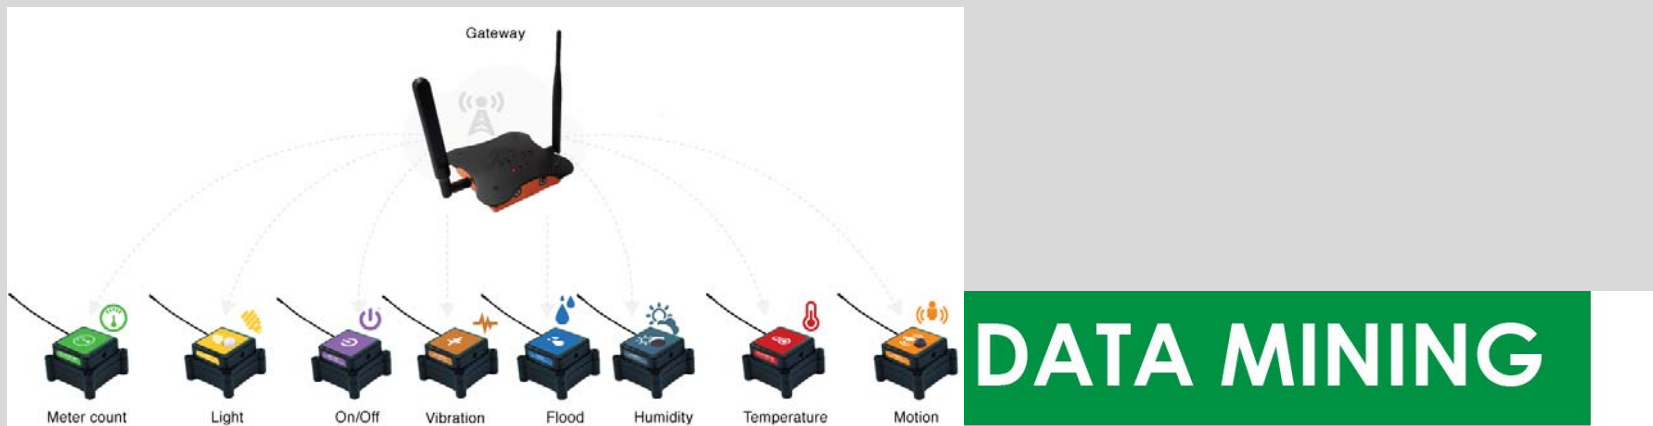 Gateway
Meter count
Light
On/Off
Vibration
Flood
Humidity
Temperature
Motion
DATA MINING